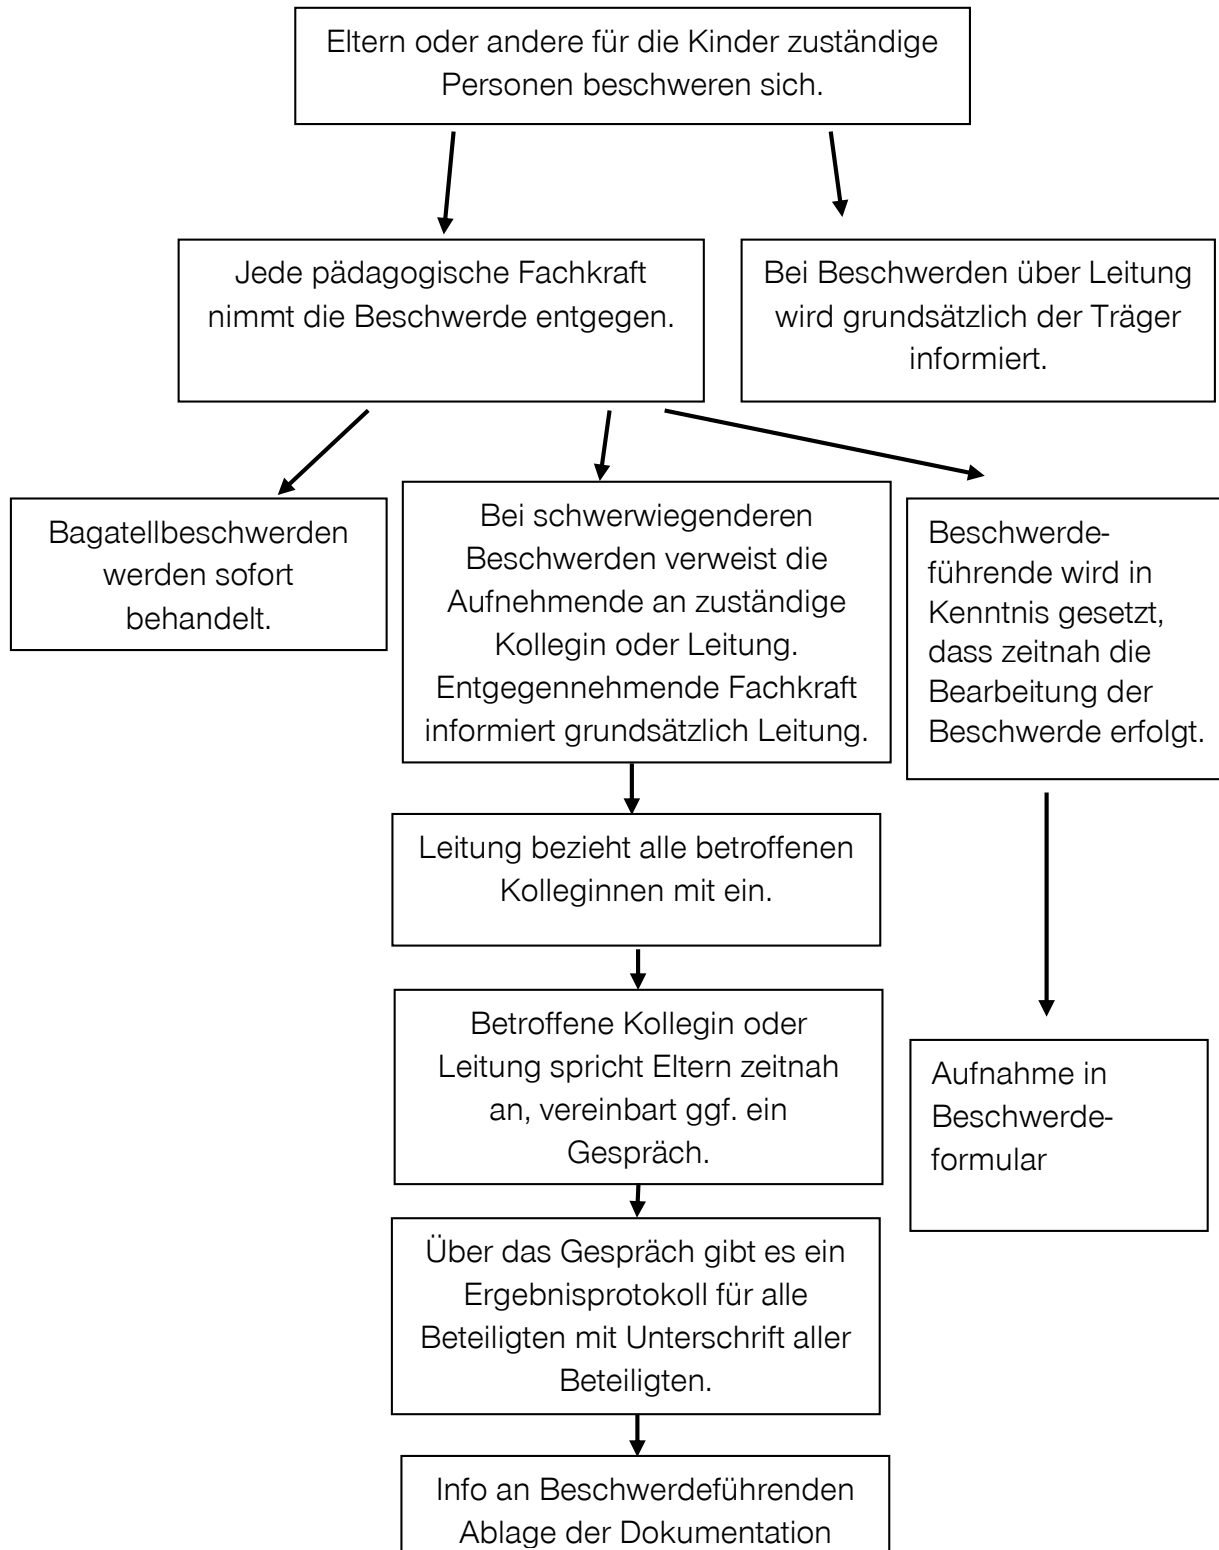 Eltern oder andere für die Kinder zuständige
Personen beschweren sich.
Jede pädagogische Fachkraft
nimmt die Beschwerde entgegen.
Bei Beschwerden über Leitung
wird grundsätzlich der Träger
informiert.
Bagatellbeschwerden
werden sofort
behandelt.
Bei schwerwiegenderen
Beschwerden verweist die
Aufnehmende an zuständige
Kollegin oder Leitung.
Entgegennehmende Fachkraft
informiert grundsätzlich Leitung.
Beschwerde-
führende wird in
Kenntnis gesetzt,
dass zeitnah die
Bearbeitung der
Beschwerde erfolgt.
Leitung bezieht alle betroffenen
Kolleginnen mit ein.
Betroffene Kollegin oder
Leitung spricht Eltern zeitnah
an, vereinbart ggf. ein
Gespräch.
Aufnahme in
Beschwerde-
formular
Über das Gespräch gibt es ein
Ergebnisprotokoll für alle
Beteiligten mit Unterschrift aller
Beteiligten.
Info an Beschwerdeführenden
Ablage der Dokumentation